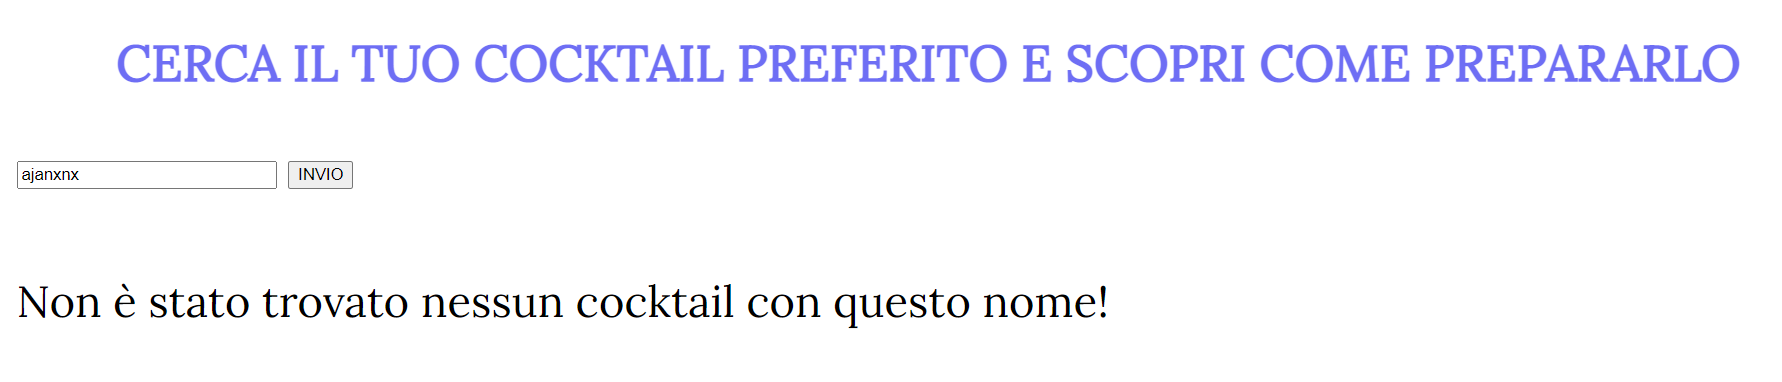 CERCA IL TUO COCKTAIL PREFERITO E SCOPRI COME PREPARARLO
ajanxnx INVIO
Non è stato trovato nessun cocktail con questo nome!